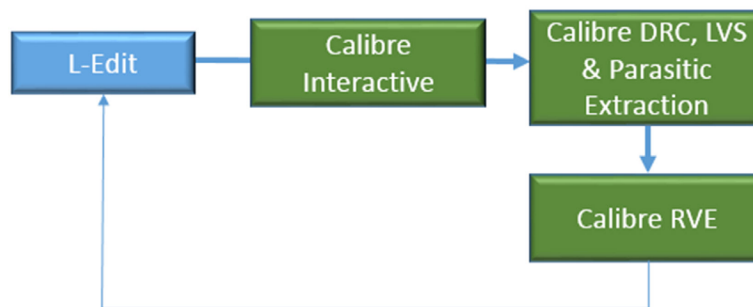 L-Edit
Calibre
Interactive
Calibre DRC, LVS
& Parasitic
Extraction
Calibre RVE